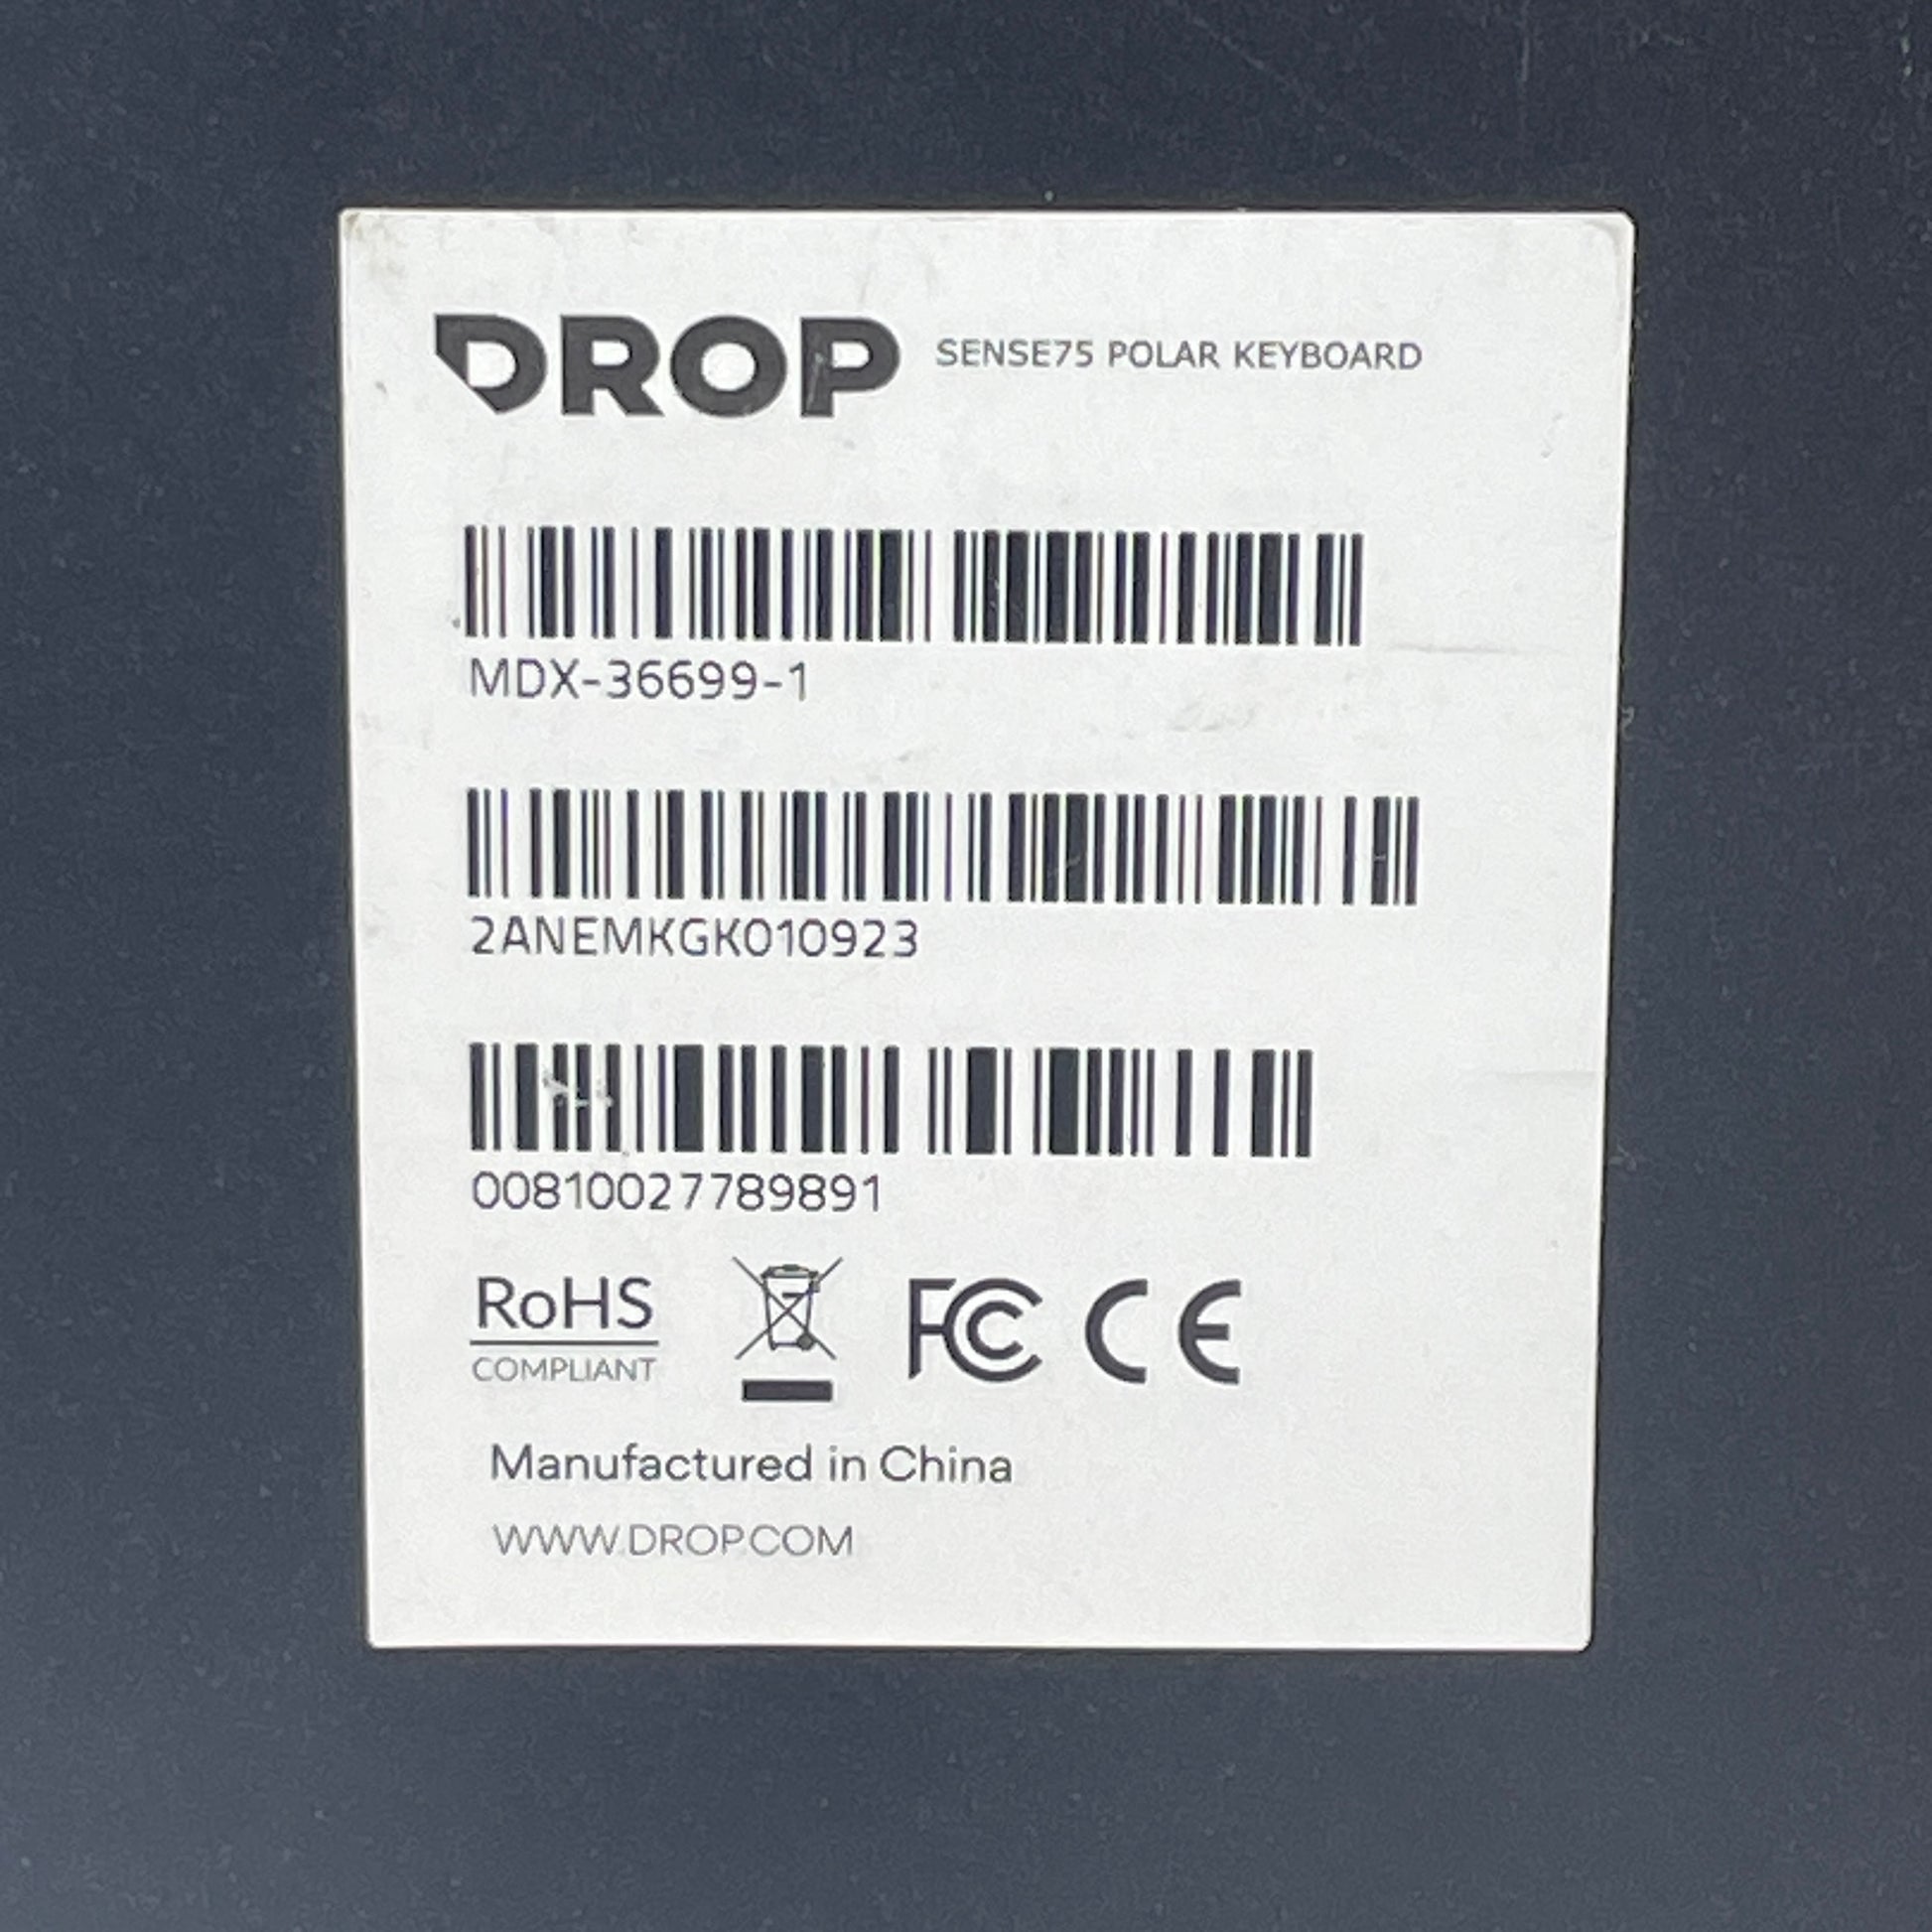 DROP SENSE75 POLAR KEYBOARD
MDX-36699-1
2ANEMKGK010923
00810027789891
RoHS
COMPLIANT
FC CE
Manufactured in China
WWW.DROP.COM